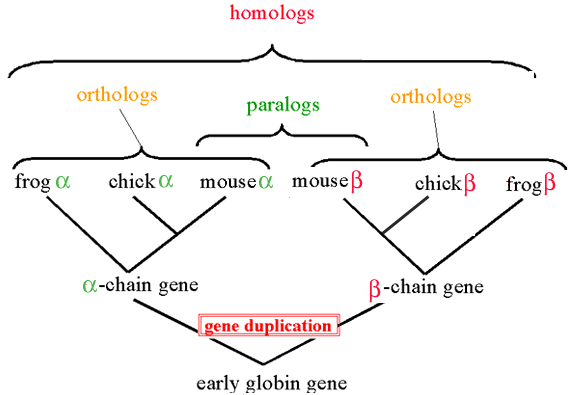 homologs
orthologs
paralogs
orthologs
frog α
chick α
mouse α
mouse β
chick β
frog β
α-chain gene
β-chain gene
gene duplication
early globin gene